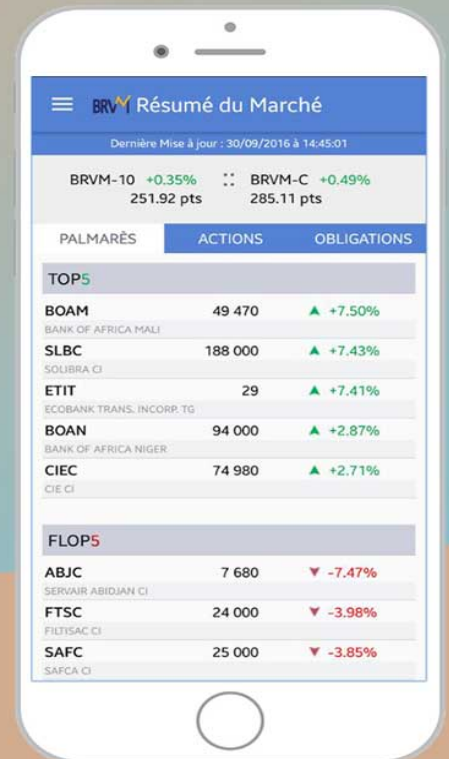 BRVM Résumé du Marché
Dernière Mise à jour : 30/09/2016 à 14:45:01
BRVM-10 +0.35% :: BRVM-C +0.49%
251.92 pts 285.11 pts
PALMARÈS ACTIONS OBLIGATIONS
TOP5
BOAM 49 470 ▲ +7.50%
BANK OF AFRICA MALI
SLBC 188 000 ▲ +7.43%
SOLIBRA CI
ETIT 29 ▲ +7.41%
ECOBANK TRANS. INCORP. TG
BOAN 94 000 ▲ +2.87%
BANK OF AFRICA NIGER
CIEC 74 980 ▲ +2.71%
CIE CI
FLOP5
ABJC 7 680 ▼ -7.47%
SERVAIR ABIDJAN CI
FTSC 24 000 ▼ -3.98%
FILTISAC CI
SAFC 25 000 ▼ -3.85%
SAFCA CI